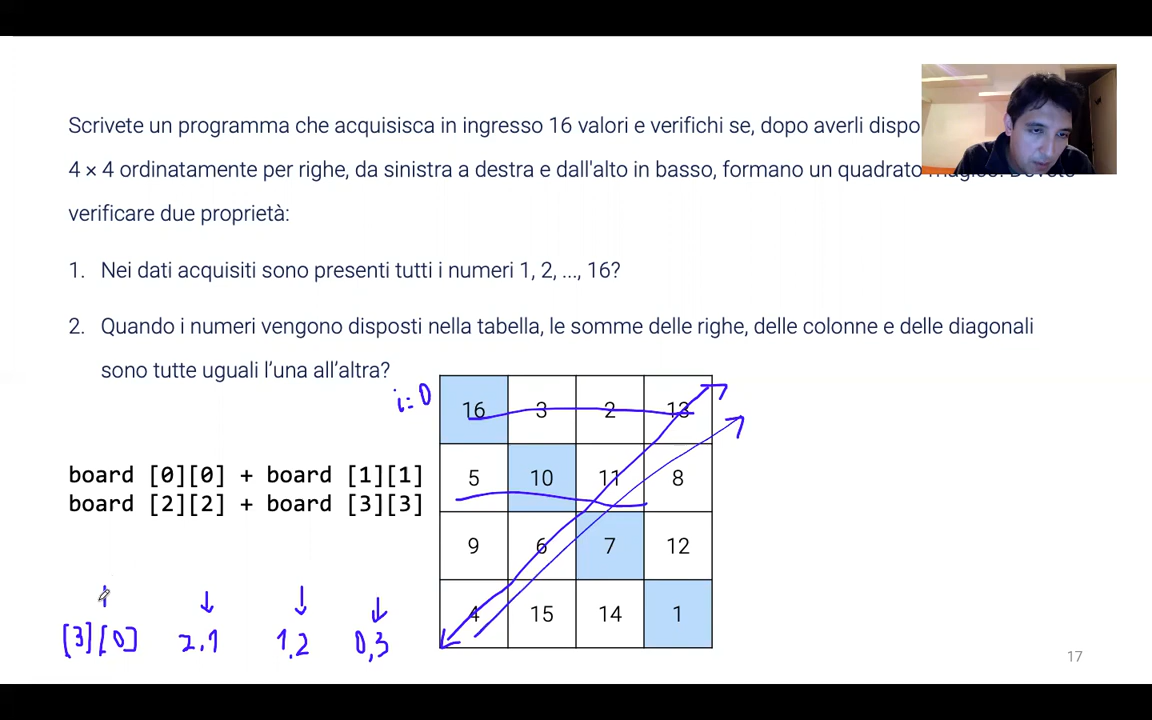 Scrivete un programma che acquisisca in ingresso 16 valori e verifichi se, dopo averli
4 × 4 ordinatamente per righe, da sinistra a destra e dall'alto in basso, formano un quadrato
verificare due proprietà:
1. Nei dati acquisiti sono presenti tutti i numeri 1, 2, ..., 16?
2. Quando i numeri vengono disposti nella tabella, le somme delle righe, delle colonne e delle diagonali
sono tutte uguali l’una all’altra?
i=0
16 3 2 13
5 10 11 8
9 6 7 12
4 15 14 1
board [0][0] + board [1][1]
board [2][2] + board [3][3]
[3][0] 2,1 1,2 0,3
17